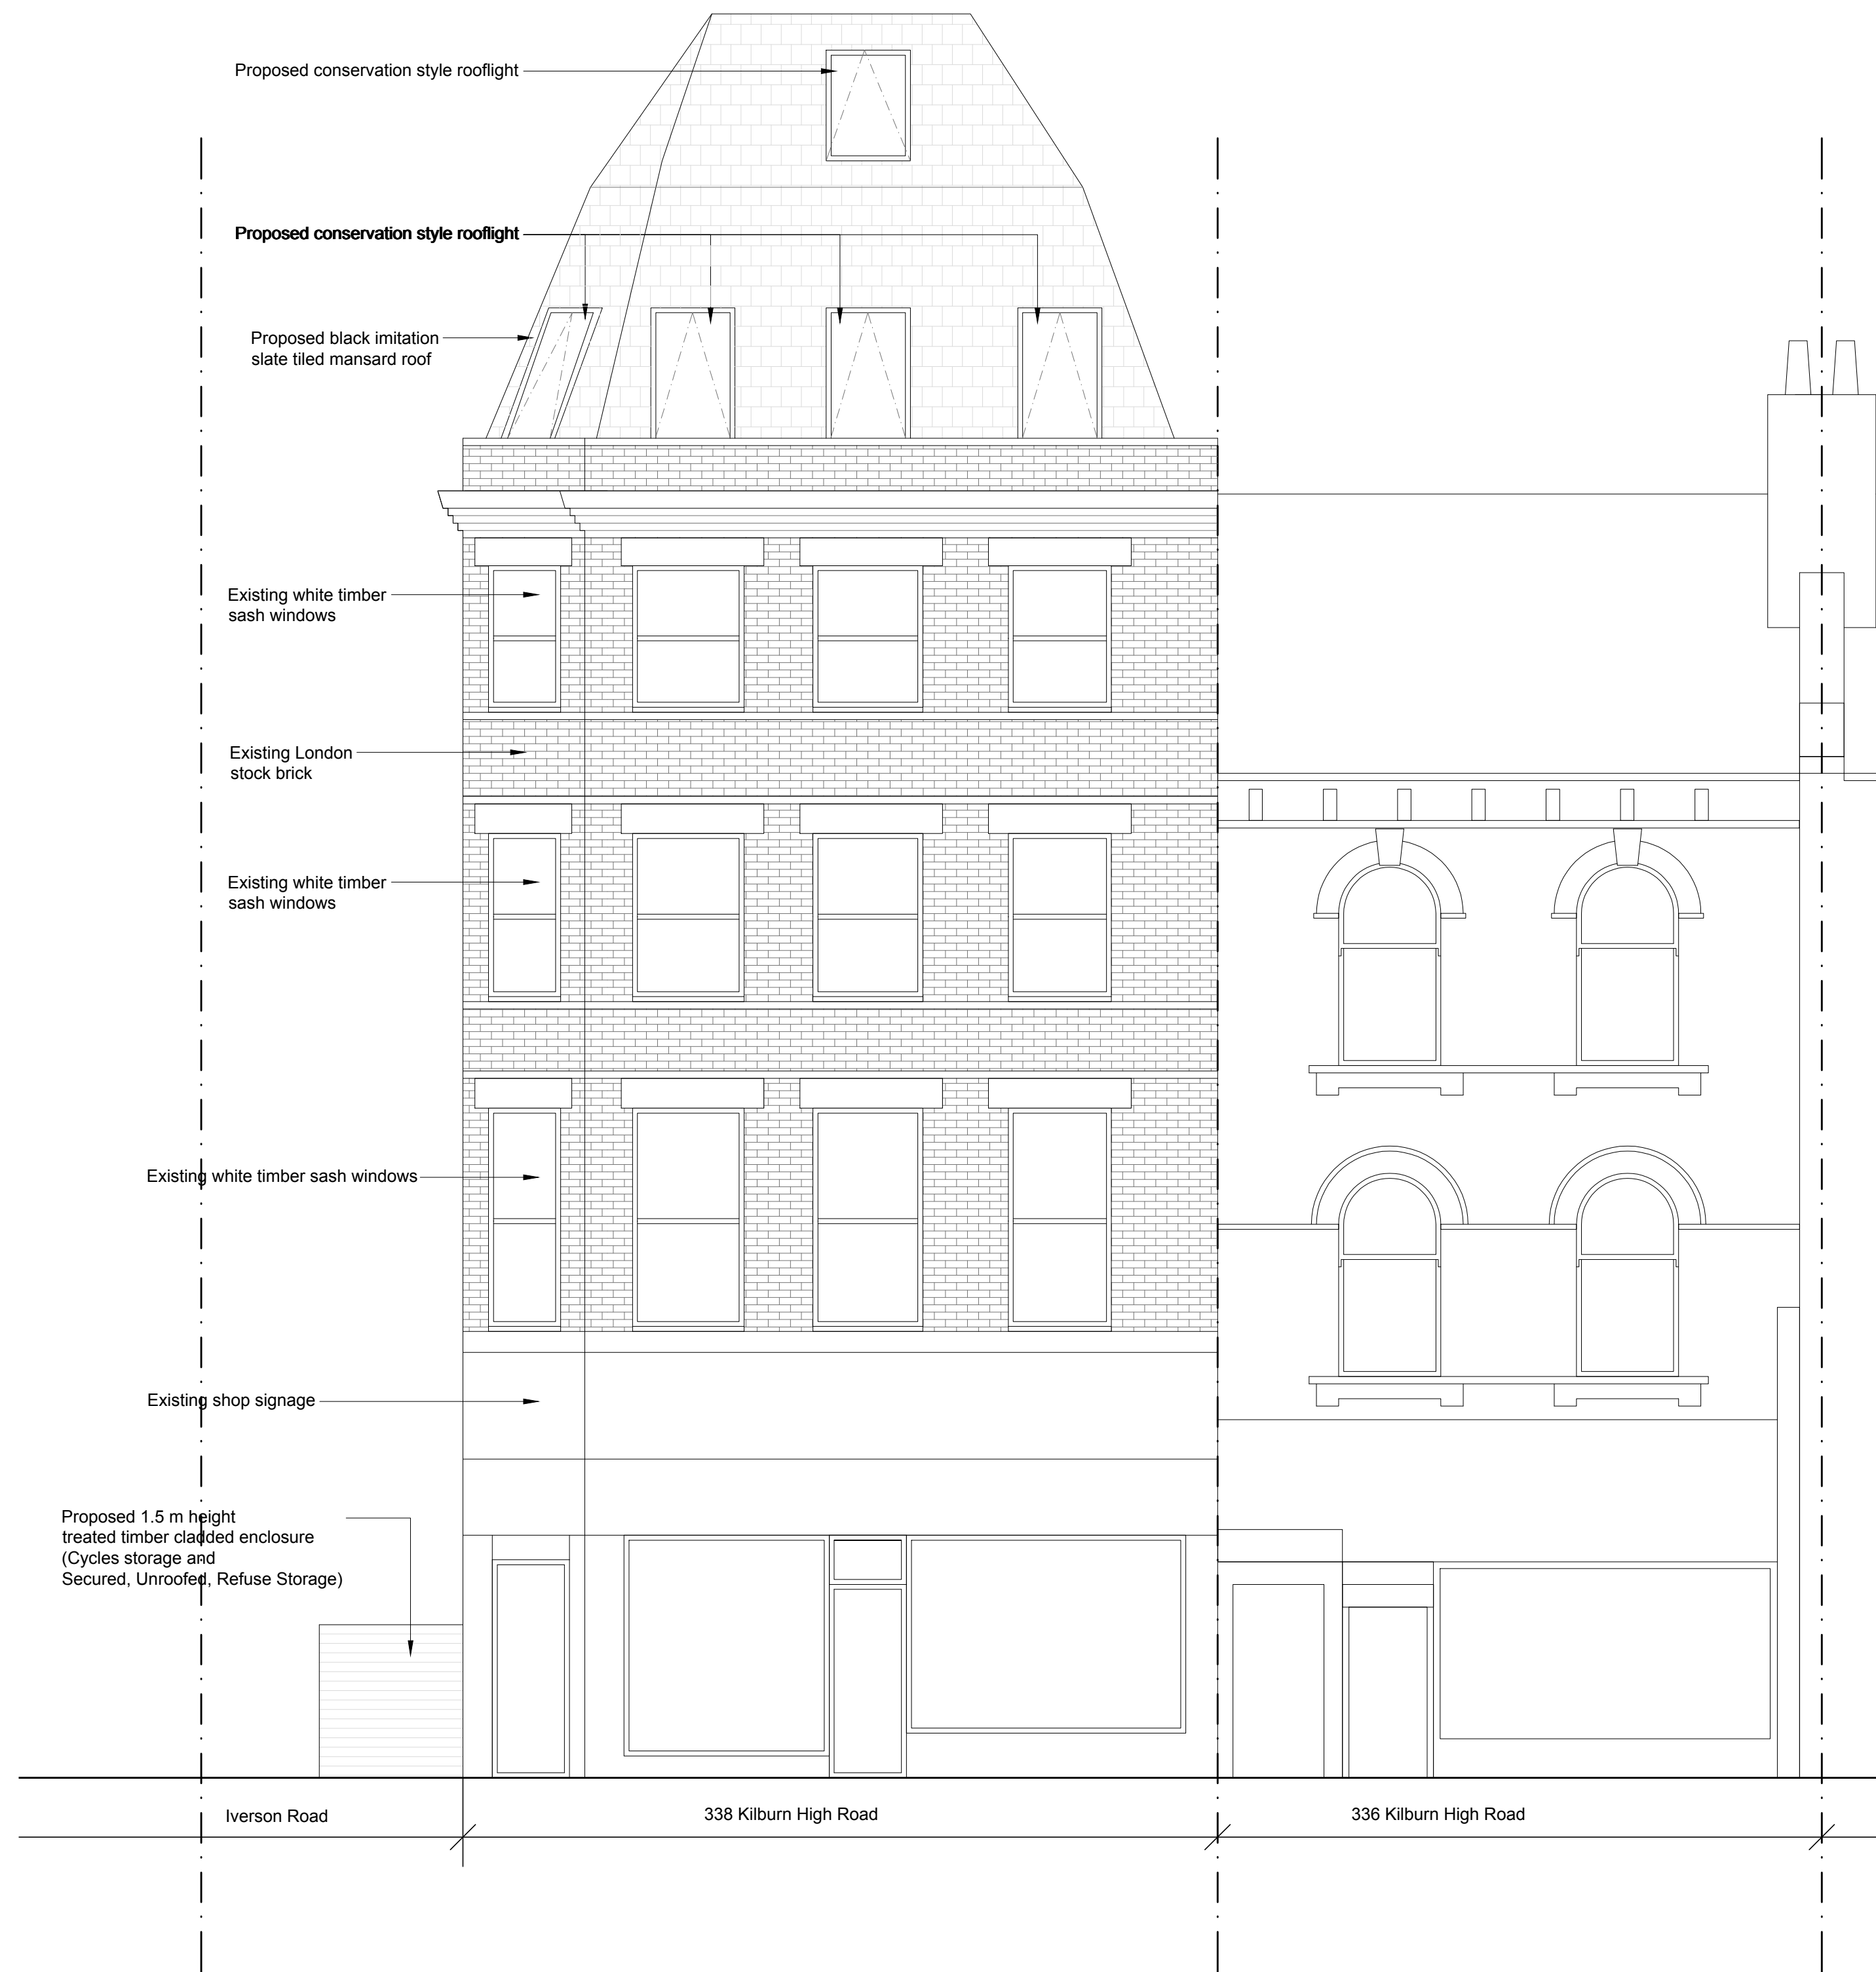 Proposed conservation style rooflight
Proposed conservation style rooflight
Proposed black imitation
slate tiled mansard roof
Existing white timber
sash windows
Existing London
stock brick
Existing white timber
sash windows
Existing white timber sash windows
Existing shop signage
Proposed 1.5 m height
treated timber cladded enclosure
(Cycles storage and
Secured, Unroofed, Refuse Storage)
Iverson Road
338 Kilburn High Road
336 Kilburn High Road